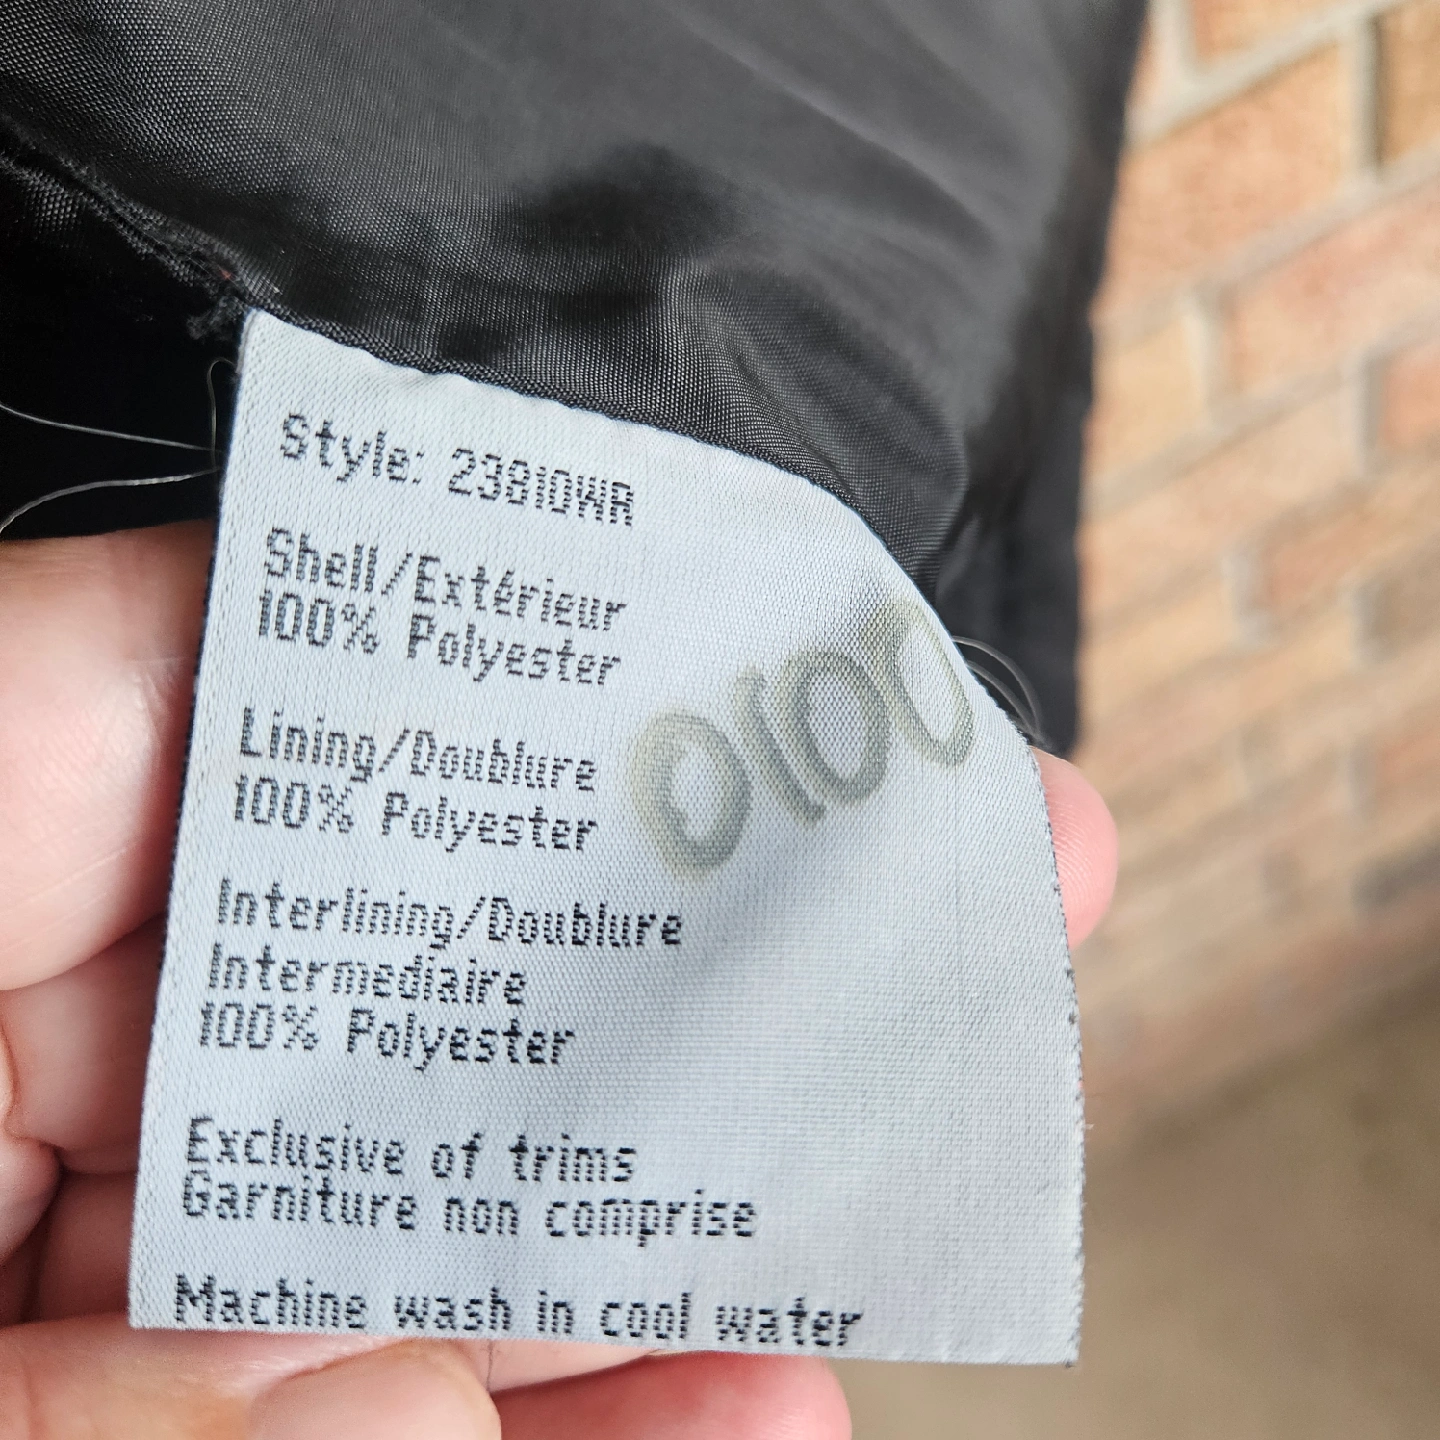 Style: 23810WR
Shell/Extérieur
100% Polyester
0100
Lining/Doublure
100% Polyester
Interlining/Doublure
Intermediaire
100% Polyester
Exclusive of trims
Garniture non comprise
Machine wash in cool water